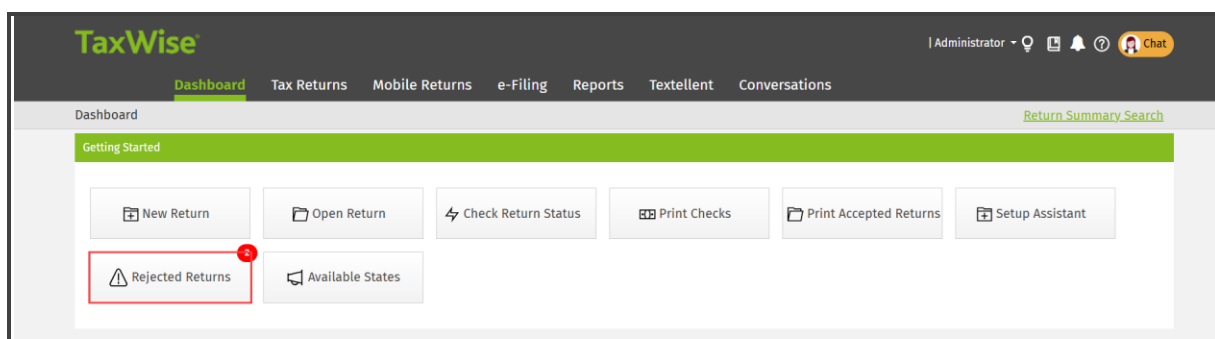 TaxWise
| Administrator
Chat
Dashboard Tax Returns Mobile Returns e-Filing Reports Textellent Conversations
Dashboard Return Summary Search
Getting Started
New Return Open Return Check Return Status Print Checks Print Accepted Returns Setup Assistant
Rejected Returns Available States